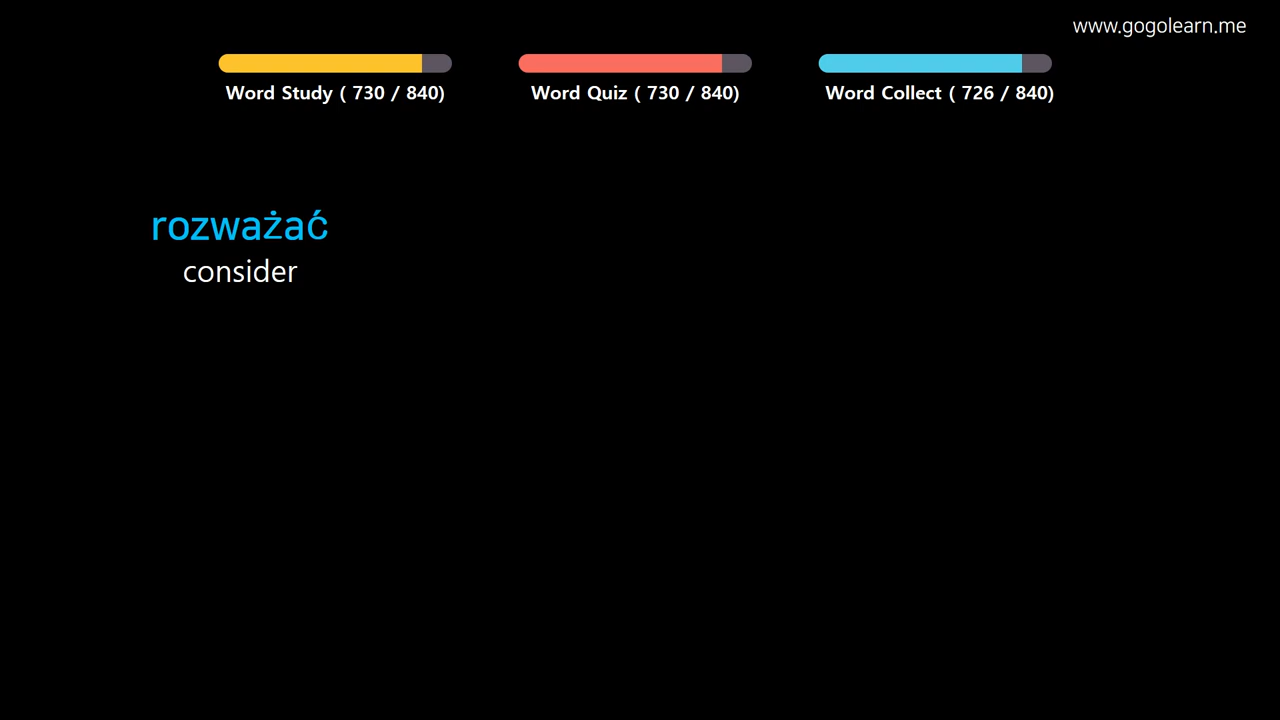 www.gogolearn.me
Word Study ( 730 / 840)
Word Quiz ( 730 / 840)
Word Collect ( 726 / 840)
rozważać
consider